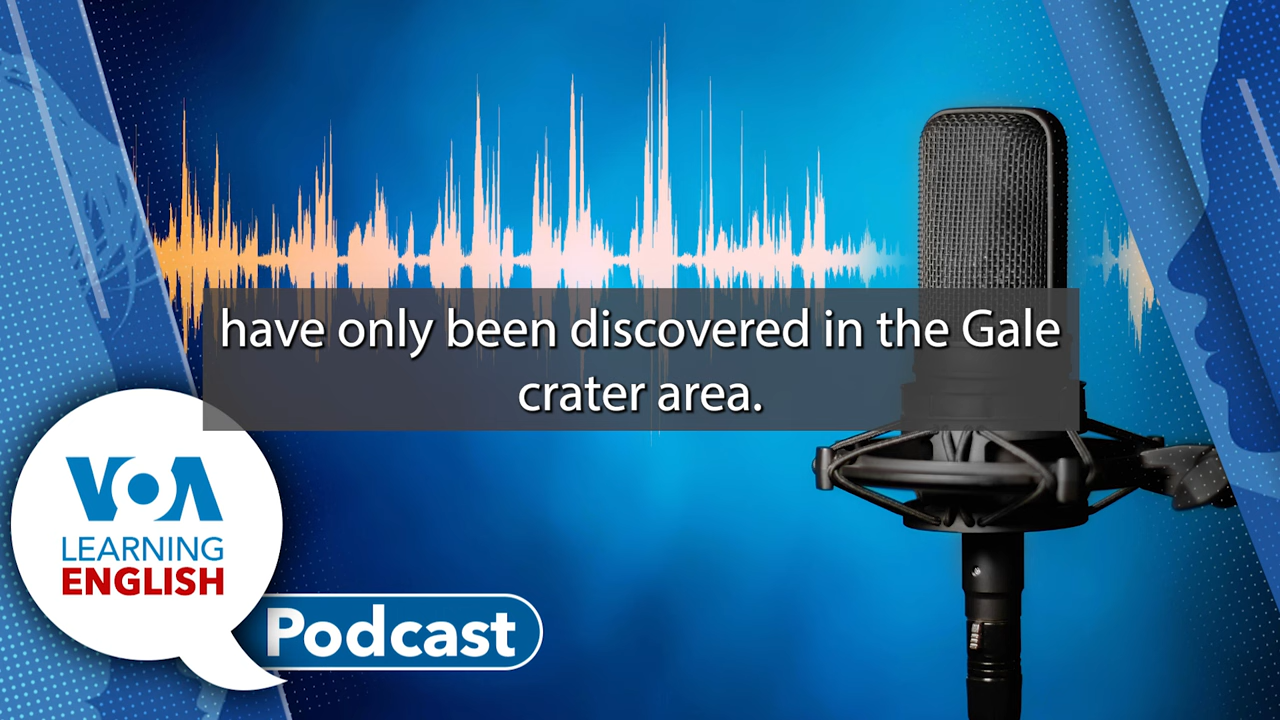 have only been discovered in the Gale
crater area.
VOA
LEARNING
ENGLISH
Podcast